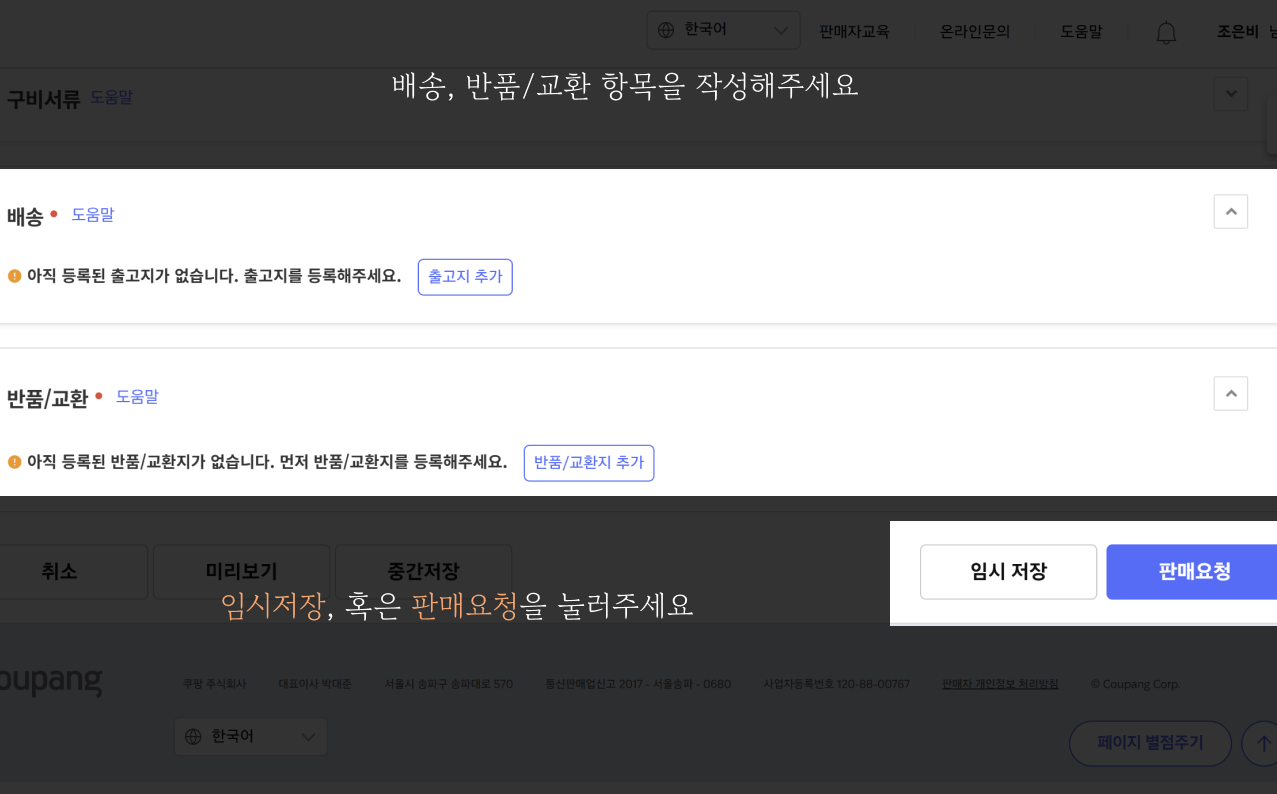 한국어 판매자교육 온라인문의 도움말 조은비 님
배송, 반품/교환 항목을 작성해주세요
구비서류 도움말
배송 도움말
아직 등록된 출고지가 없습니다. 출고지를 등록해주세요. 출고지 추가
반품/교환 도움말
아직 등록된 반품/교환지가 없습니다. 먼저 반품/교환지를 등록해주세요. 반품/교환지 추가
취소 미리보기 중간저장 임시 저장 판매요청
임시저장, 혹은 판매요청을 눌러주세요
oupang 쿠팡 주식회사 대표이사 박대준 서울시 송파구 송파대로 570 통신판매업신고 2017 - 서울송파 - 0680 사업자등록번호 120-88-00767 판매자 개인정보 처리방침 © Coupang Corp.
한국어
페이지 별점주기